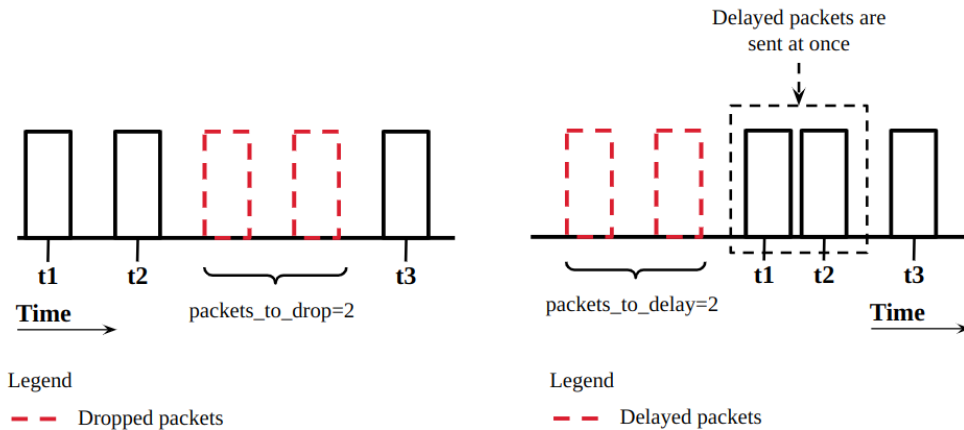 t1
t2
t3
packets_to_drop=2
Time
Legend
Dropped packets
Delayed packets are
sent at once
t1
t2
t3
packets_to_delay=2
Time
Legend
Delayed packets